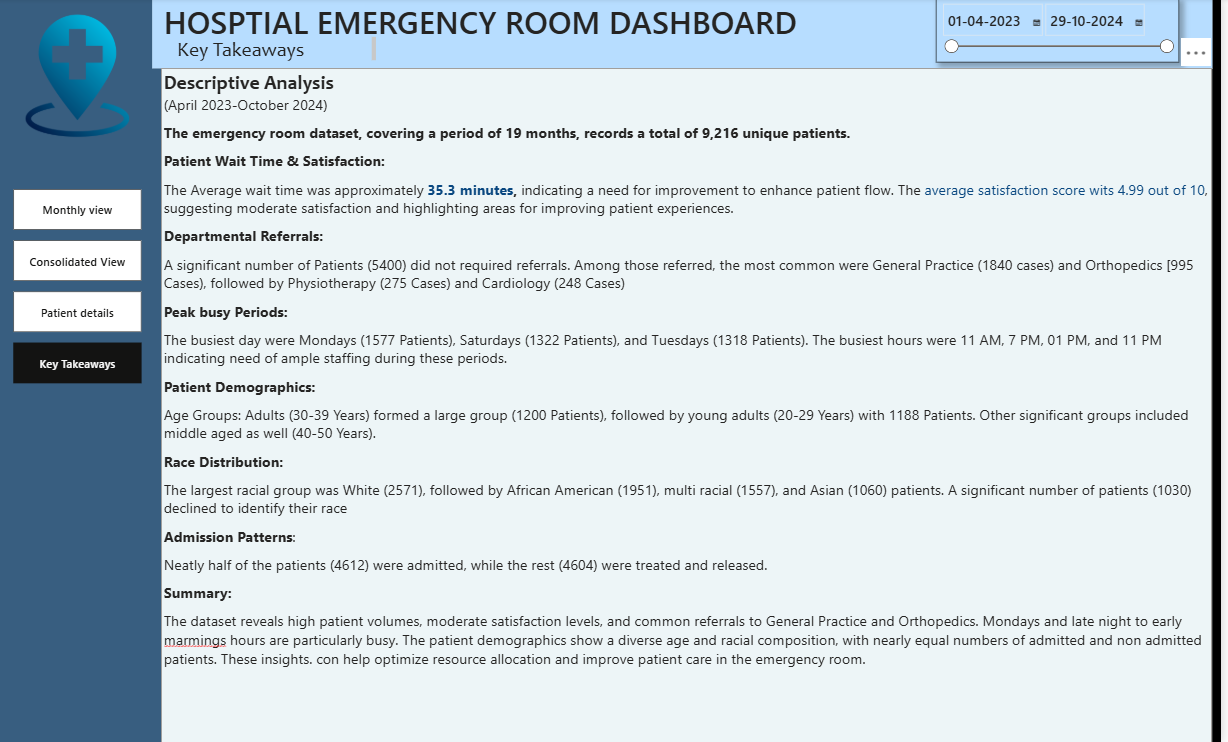 HOSPTIAL EMERGENCY ROOM DASHBOARD
Key Takeaways
01-04-2023
29-10-2024
Monthly view
Consolidated View
Patient details
Key Takeaways
Descriptive Analysis
(April 2023-October 2024)
The emergency room dataset, covering a period of 19 months, records a total of 9,216 unique patients.
Patient Wait Time & Satisfaction:
The Average wait time was approximately 35.3 minutes, indicating a need for improvement to enhance patient flow. The average satisfaction score wits 4.99 out of 10,
suggesting moderate satisfaction and highlighting areas for improving patient experiences.
Departmental Referrals:
A significant number of Patients (5400) did not required referrals. Among those referred, the most common were General Practice (1840 cases) and Orthopedics [995
Cases), followed by Physiotherapy (275 Cases) and Cardiology (248 Cases)
Peak busy Periods:
The busiest day were Mondays (1577 Patients), Saturdays (1322 Patients), and Tuesdays (1318 Patients). The busiest hours were 11 AM, 7 PM, 01 PM, and 11 PM
indicating need of ample staffing during these periods.
Patient Demographics:
Age Groups: Adults (30-39 Years) formed a large group (1200 Patients), followed by young adults (20-29 Years) with 1188 Patients. Other significant groups included
middle aged as well (40-50 Years).
Race Distribution:
The largest racial group was White (2571), followed by African American (1951), multi racial (1557), and Asian (1060) patients. A significant number of patients (1030)
declined to identify their race
Admission Patterns:
Neatly half of the patients (4612) were admitted, while the rest (4604) were treated and released.
Summary:
The dataset reveals high patient volumes, moderate satisfaction levels, and common referrals to General Practice and Orthopedics. Mondays and late night to early
marmings hours are particularly busy. The patient demographics show a diverse age and racial composition, with nearly equal numbers of admitted and non admitted
patients. These insights. con help optimize resource allocation and improve patient care in the emergency room.